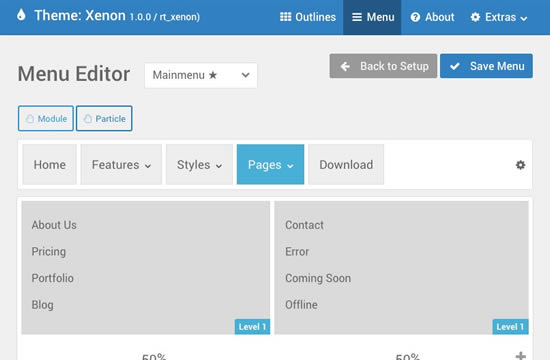 Theme: Xenon 1.0.0 / rt_xenon) Outlines Menu About Extras
Menu Editor Mainmenu ★ Back to Setup Save Menu
Module Particle
Home Features Styles Pages Download
About Us Contact
Pricing Error
Portfolio Coming Soon
Blog Offline
Level 1 Level 1
50% 50%